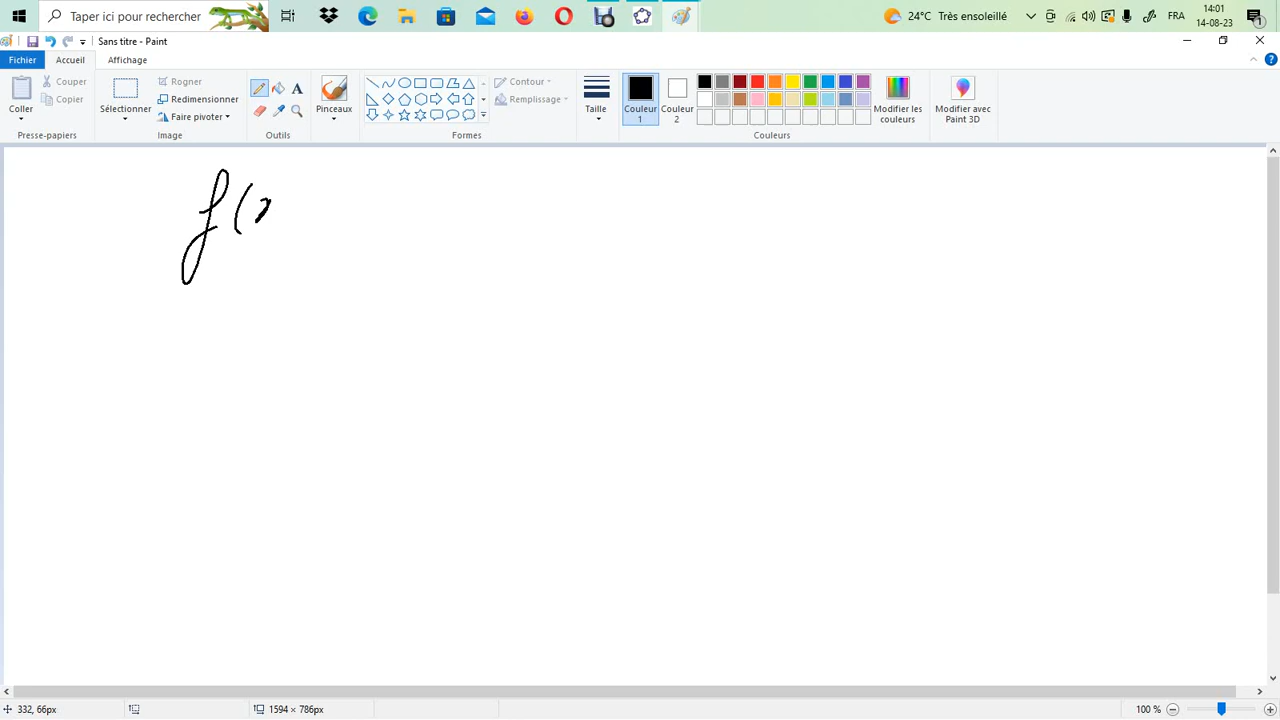 Taper ici pour rechercher 24°C Très ensoleillé FRA 14:01 14-08-23 1
Sans titre - Paint
Fichier Accueil Affichage
Coller Couper Copier Presse-papiers
Sélectionner Rogner Redimensionner Faire pivoter Image
A Outils
Pinceaux
Contour Remplissage Formes
Taille
Couleur 1 Couleur 2 Modifier les couleurs Couleurs
Modifier avec Paint 3D
f(x
332, 66px 1594 × 786px 100 %